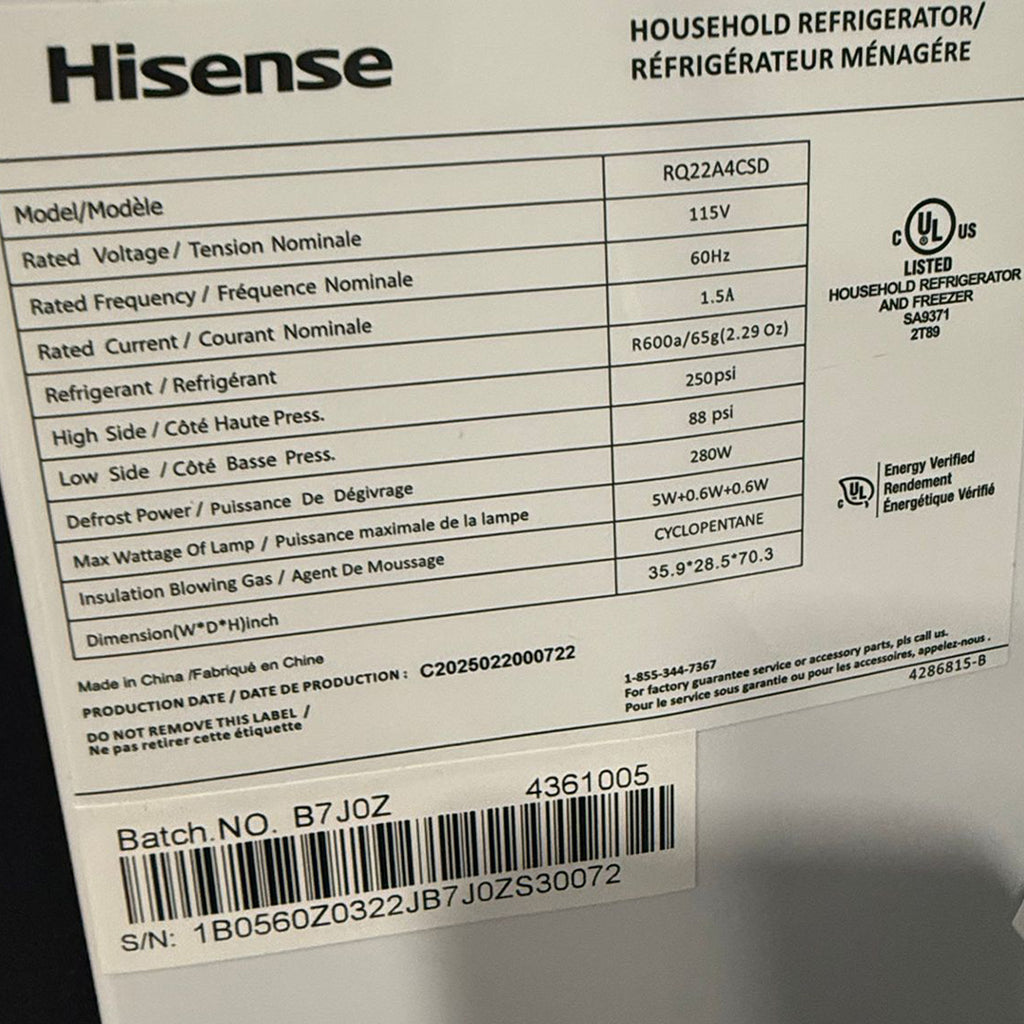 Hisense
HOUSEHOLD REFRIGERATOR/
RÉFRIGÉRATEUR MÉNAGÉRE
Model/Modèle RQ22A4CSD
Rated Voltage / Tension Nominale 115V
Rated Frequency / Fréquence Nominale 60Hz
Rated Current / Courant Nominale 1.5A
Refrigerant / Refrigérant R600a/65g(2.29 Oz)
High Side / Côté Haute Press. 250psi
Low Side / Côté Basse Press. 88 psi
Defrost Power / Puissance De Dégivrage 280W
Max Wattage Of Lamp / Puissance maximale de la lampe 5W+0.6W+0.6W
Insulation Blowing Gas / Agent De Moussage CYCLOPENTANE
Dimension(W*D*H)inch 35.9*28.5*70.3
C UL US
LISTED
HOUSEHOLD REFRIGERATOR
AND FREEZER
SA9371
2T89
UL
Energy Verified
Rendement
Énergétique Vérifié
Made in China /Fabriqué en Chine
PRODUCTION DATE / DATE DE PRODUCTION : C2025022000722
DO NOT REMOVE THIS LABEL /
Ne pas retirer cette étiquette
1-855-344-7367
For factory guarantee service or accessory parts, pls call us.
Pour le service sous garantie ou pour les accessoires, appelez-nous .
4286815-B
Batch.NO. B7J0Z 4361005
S/N: 1B0560Z0322JB7J0ZS30072